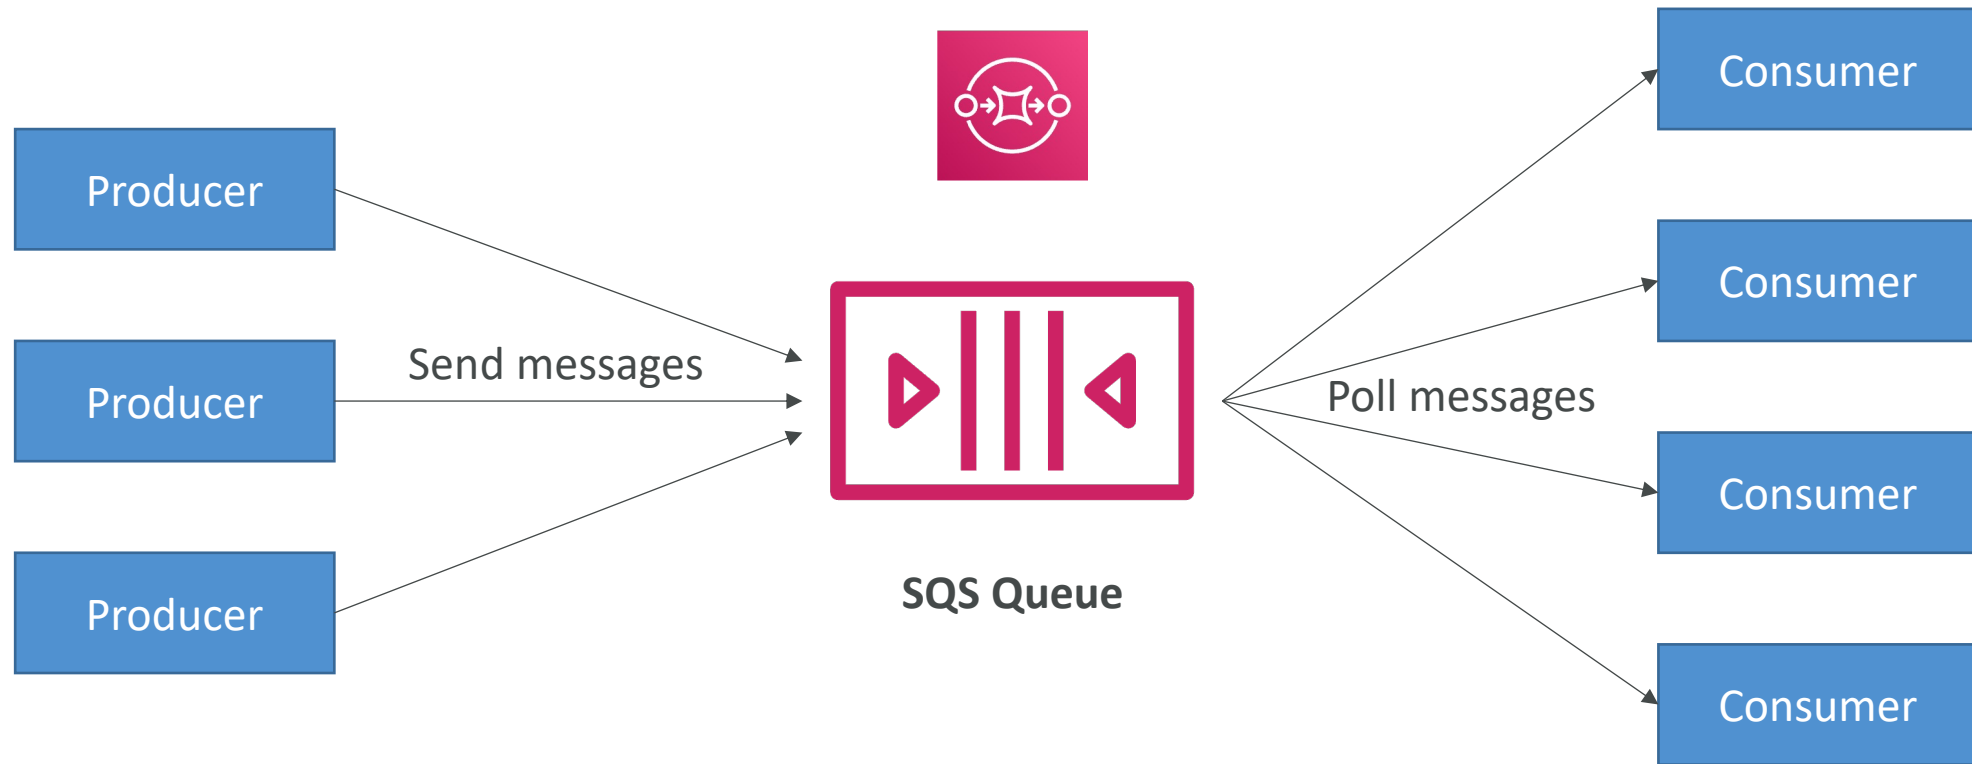 Producer
Producer
Producer
Send messages
SQS Queue
Poll messages
Consumer
Consumer
Consumer
Consumer